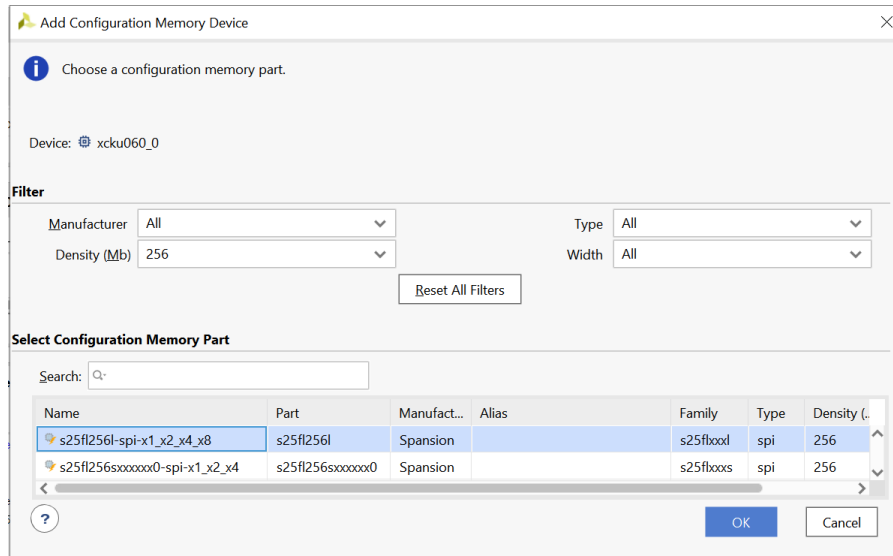 Add Configuration Memory Device
Choose a configuration memory part.
Device: xcku060_0
Filter
Manufacturer All Type All
Density (Mb) 256 Width All
Reset All Filters
Select Configuration Memory Part
Search:
Name Part Manufact... Alias Family Type Density (..
s25fl256l-spi-x1_x2_x4_x8 s25fl256l Spansion s25flxxxl spi 256
s25fl256sxxxxxx0-spi-x1_x2_x4 s25fl256sxxxxxx0 Spansion s25flxxxs spi 256
? OK Cancel